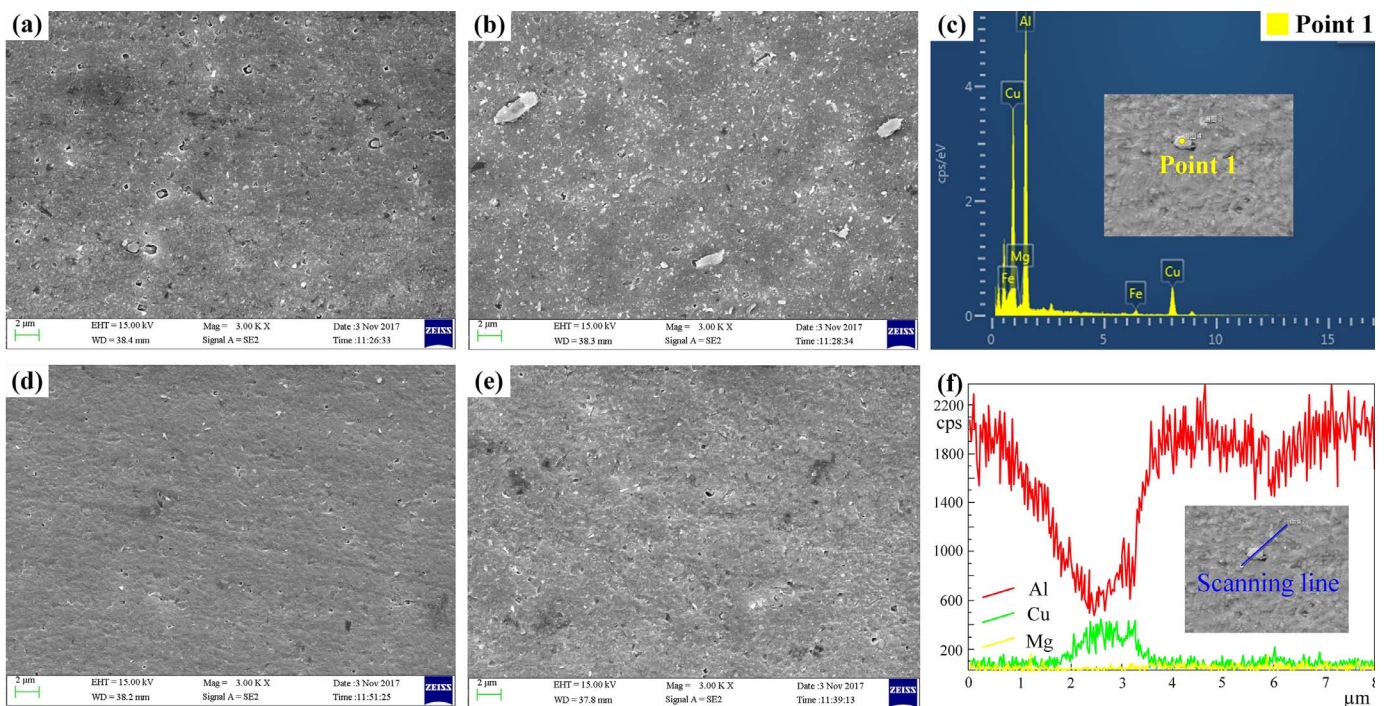 (a)
2 μm
EHT = 15.00 kV
Mag = 3.00 K X
Date :3 Nov 2017
WD = 38.4 mm
Signal A = SE2
Time :11:26:33
ZEISS
(b)
2 μm
EHT = 15.00 kV
Mag = 3.00 K X
Date :3 Nov 2017
WD = 38.3 mm
Signal A = SE2
Time :11:28:34
ZEISS
(c)
Point 1
Al
Cu
Mg
Fe
Fe
Cu
cps/eV
4
2
0
0
5
10
15
Point 1
(d)
2 μm
EHT = 15.00 kV
Mag = 3.00 K X
Date :3 Nov 2017
WD = 38.2 mm
Signal A = SE2
Time :11:51:25
ZEISS
(e)
2 μm
EHT = 15.00 kV
Mag = 3.00 K X
Date :3 Nov 2017
WD = 37.8 mm
Signal A = SE2
Time :11:39:13
ZEISS
(f)
2200
cps
1800
1400
1000
600
200
Al
Cu
Mg
Scanning line
0 1 2 3 4 5 6 7 8
μm